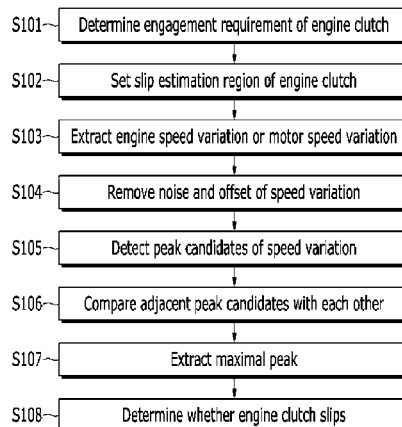 S101 Determine engagement requirement of engine clutch
S102 Set slip estimation region of engine clutch
S103 Extract engine speed variation or motor speed variation
S104 Remove noise and offset of speed variation
S105 Detect peak candidates of speed variation
S106 Compare adjacent peak candidates with each other
S107 Extract maximal peak
S108 Determine whether engine clutch slips